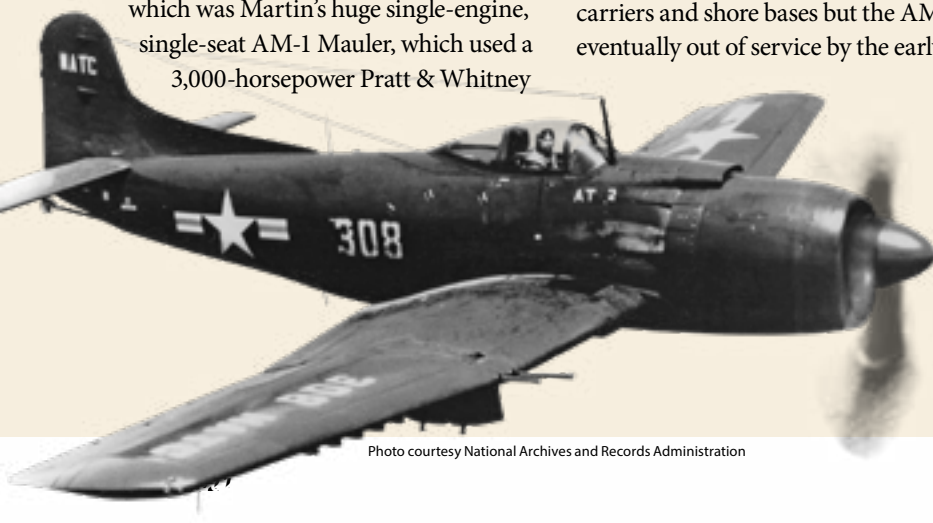 which was Martin’s huge single-engine,
single-seat AM-1 Mauler, which used a
3,000-horsepower Pratt & Whitney
carriers and shore bases but the AM
eventually out of service by the earl
NATC
AT 2
308
308
Photo courtesy National Archives and Records Administration